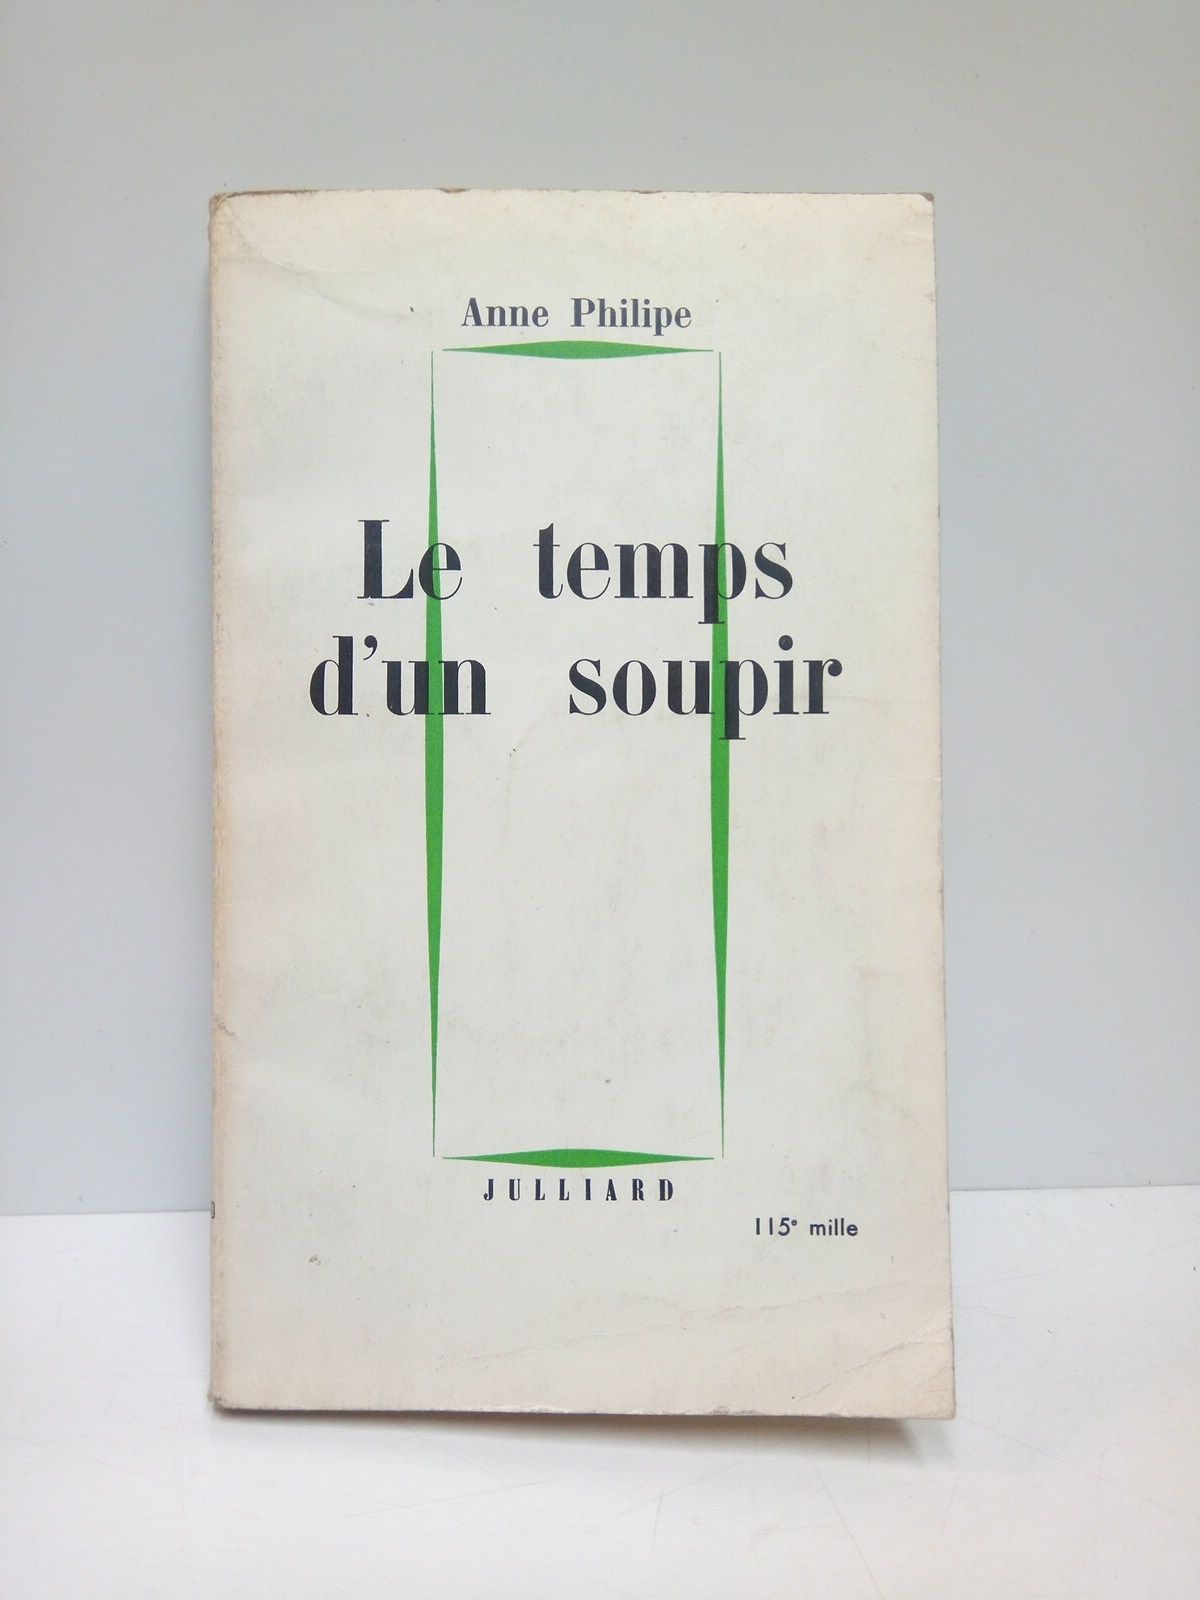 Anne Philipe
Le temps
d'un soupir
JULLIARD
115e mille